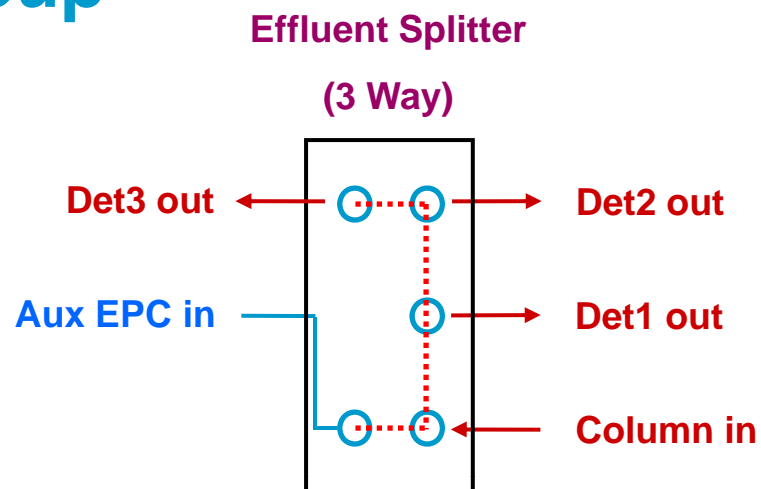 Effluent Splitter
(3 Way)
Det3 out
Det2 out
Aux EPC in
Det1 out
Column in